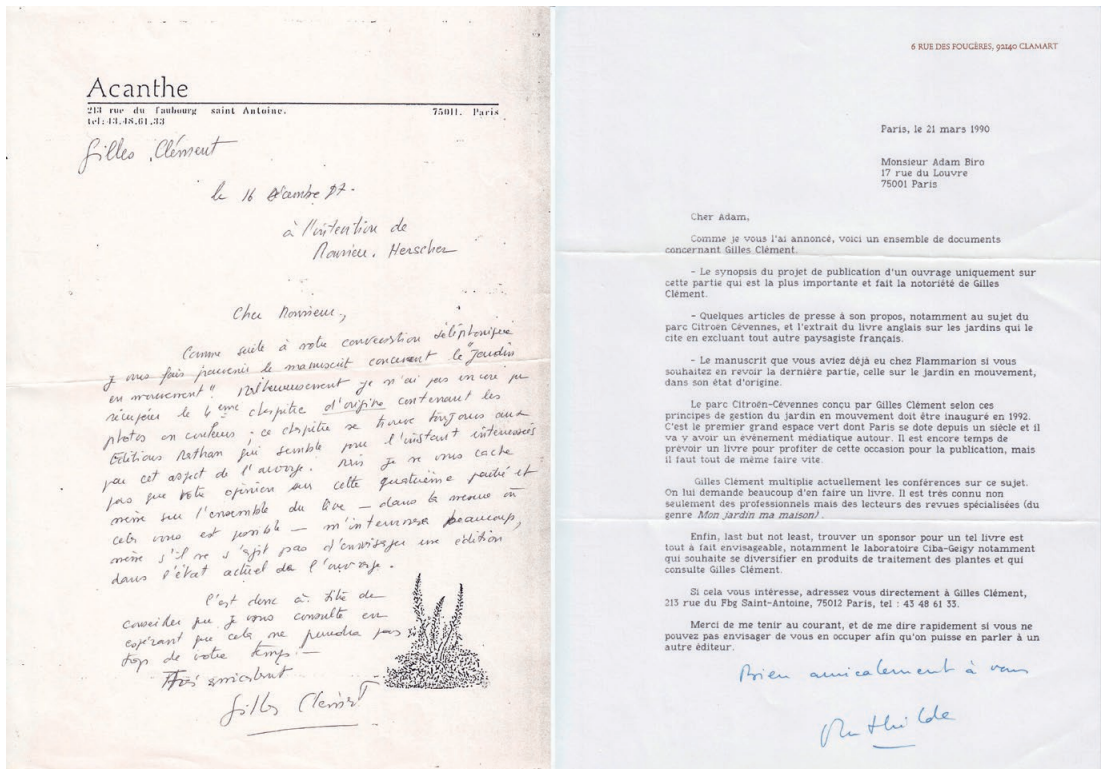 Acanthe
213 rue du faubourg saint Antoine. 75011. Paris
tel:43.48.61.33
Gilles Clément
le 16 décembre 87.
à l'intention de
Monsieur. Herscher
Cher Monsieur,
Comme suite à notre conversation téléphonique
je vous fais parvenir le manuscrit concernant le "Jardin
en mouvement". Malheureusement je n'ai pas encore pu
récupérer le 4ème chapitre d'origine contenant les
photos en couleurs ; ce chapitre se trouve toujours aux
Editions Nathan qui semble pour l'instant intéressées
par cet aspect de l'ouvrage. Mais je ne vous cache
pas que votre opinion sur cette quatrième partie et
même sur l'ensemble du livre – dans la mesure où
cela vous est possible – m'intéresse beaucoup,
même s'il ne s'agit pas d'envisager une édition
dans l'état actuel de l'ouvrage.
C'est donc à titre de
conseiller que je vous consulte en
espérant que cela ne prendra pas
trop de votre temps. –
Très amicalement
Gilles Clément
6 RUE DES FOUGÈRES, 92140 CLAMART
Paris, le 21 mars 1990
Monsieur Adam Biro
17 rue du Louvre
75001 Paris
Cher Adam,
Comme je vous l'ai annoncé, voici un ensemble de documents
concernant Gilles Clément.
- Le synopsis du projet de publication d'un ouvrage uniquement sur
cette partie qui est la plus importante et fait la notoriété de Gilles
Clément.
- Quelques articles de presse à son propos, notamment au sujet du
parc Citroën Cévennes, et l'extrait du livre anglais sur les jardins qui le
cite en excluant tout autre paysagiste français.
- Le manuscrit que vous aviez déjà eu chez Flammarion si vous
souhaitez en revoir la dernière partie, celle sur le jardin en mouvement,
dans son état d'origine.
Le parc Citroën-Cévennes conçu par Gilles Clément selon ces
principes de gestion du jardin en mouvement doit être inauguré en 1992.
C'est le premier grand espace vert dont Paris se dote depuis un siècle et il
va y avoir un évènement médiatique autour. Il est encore temps de
prévoir un livre pour profiter de cette occasion pour la publication, mais
il faut tout de même faire vite.
Gilles Clément multiplie actuellement les conférences sur ce sujet.
On lui demande beaucoup d'en faire un livre. Il est très connu non
seulement des professionnels mais des lecteurs des revues spécialisées (du
genre Mon jardin ma maison) .
Enfin, last but not least, trouver un sponsor pour un tel livre est
tout à fait envisageable, notamment le laboratoire Ciba-Geigy notamment
qui souhaite se diversifier en produits de traitement des plantes et qui
consulte Gilles Clément.
Si cela vous intéresse, adressez vous directement à Gilles Clément,
213 rue du Fbg Saint-Antoine, 75012 Paris, tel : 43 48 61 33.
Merci de me tenir au courant, et de me dire rapidement si vous ne
pouvez pas envisager de vous en occuper afin qu'on puisse en parler à un
autre éditeur.
Bien amicalement à vous
Mathilde